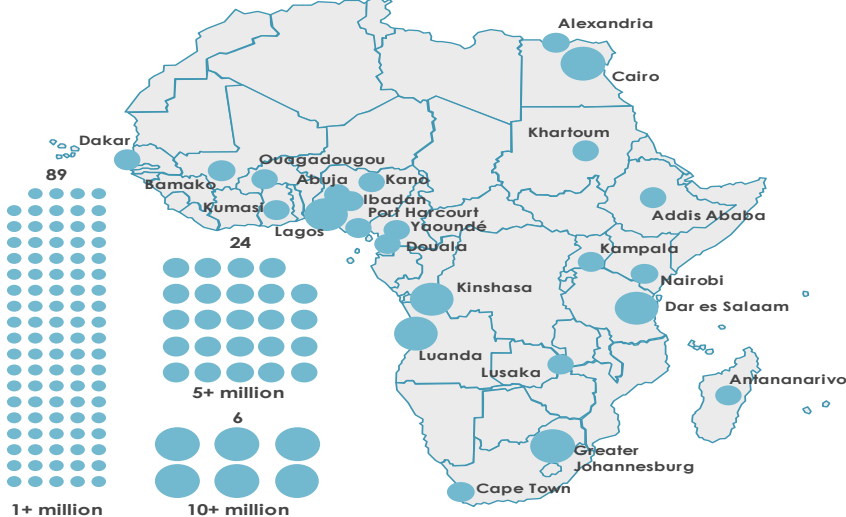 Alexandria
Cairo
Khartoum
Dakar
Ouagadougou
89
Bamako
Abuja
Kano
Ibadan
Kumasi
Port Harcourt
Lagos
Yaoundé
Addis Ababa
24
Douala
Kampala
Nairobi
Kinshasa
Dar es Salaam
Luanda
Lusaka
Antananarivo
5+ million
6
Greater
Johannesburg
Cape Town
1+ million
10+ million